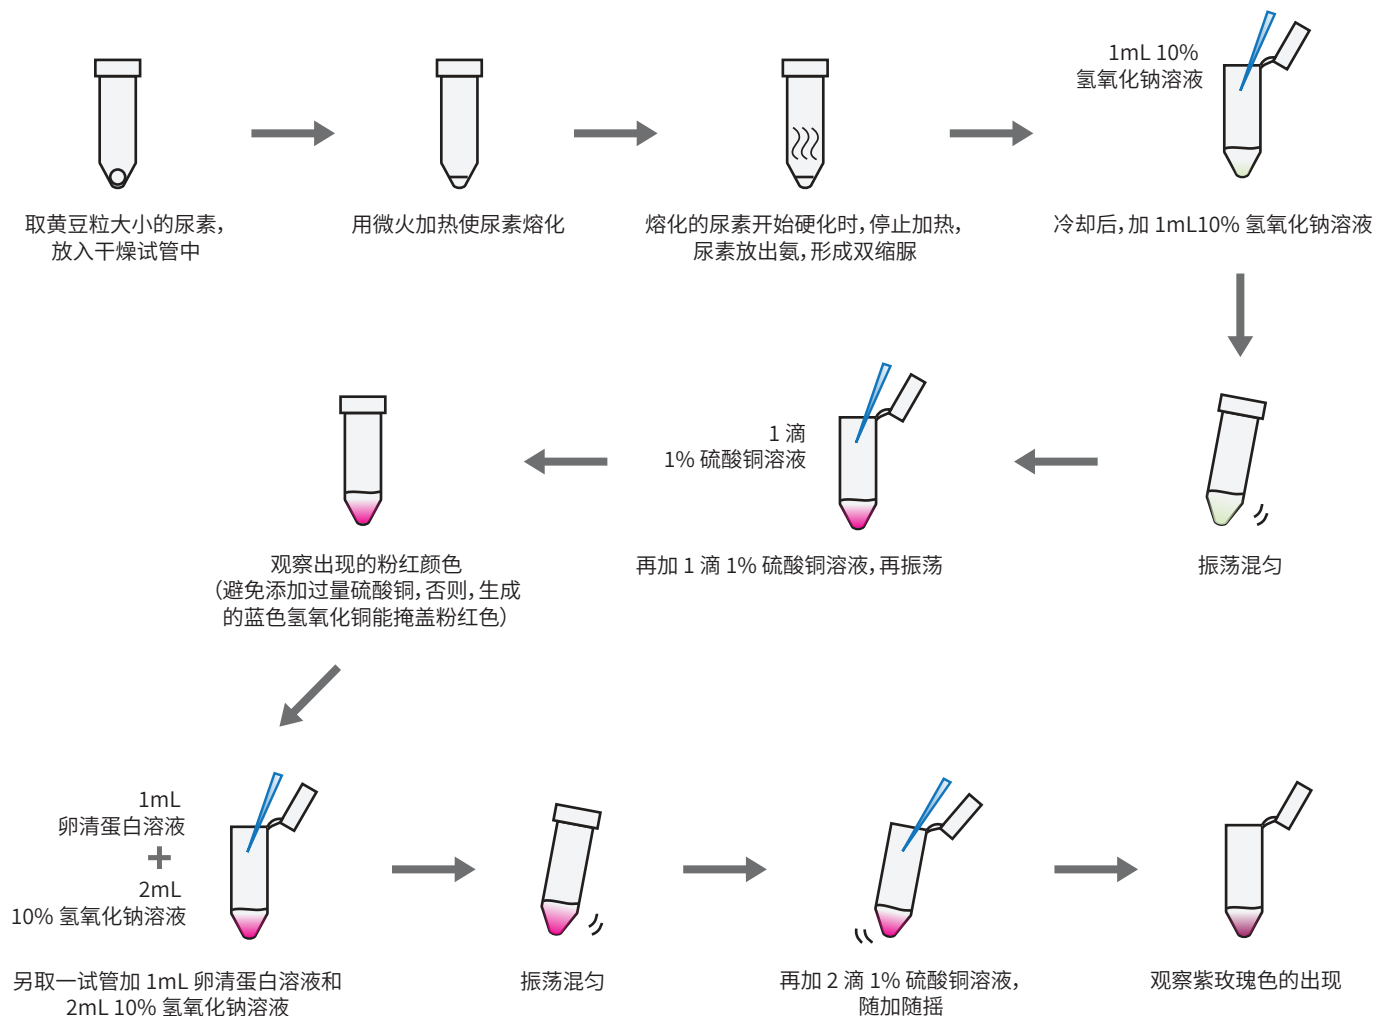 1mL 10%
氢氧化钠溶液
取黄豆粒大小的尿素，
放入干燥试管中
用微火加热使尿素熔化
熔化的尿素开始硬化时，停止加热，
尿素放出氨，形成双缩脲
冷却后，加 1mL10% 氢氧化钠溶液
1 滴
1% 硫酸铜溶液
观察出现的粉红颜色
（避免添加过量硫酸铜，否则，生成
的蓝色氢氧化铜能掩盖粉红色）
再加 1 滴 1% 硫酸铜溶液，再振荡
振荡混匀
1mL
卵清蛋白溶液
+
2mL
10% 氢氧化钠溶液
另取一试管加 1mL 卵清蛋白溶液和
2mL 10% 氢氧化钠溶液
振荡混匀
再加 2 滴 1% 硫酸铜溶液，
随加随摇
观察紫玫瑰色的出现